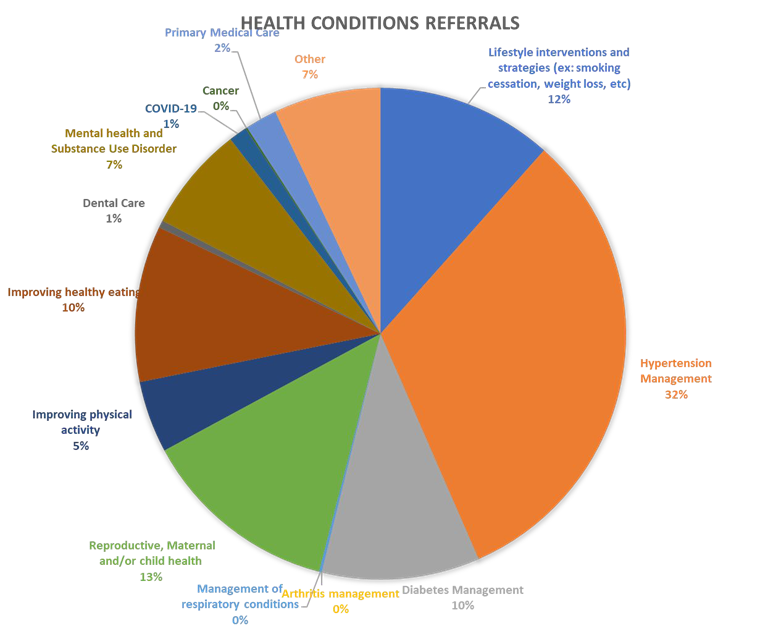 HEALTH CONDITIONS REFERRALS
Primary Medical Care
2%
Other
7%
Lifestyle interventions and
strategies (ex: smoking
cessation, weight loss, etc)
12%
Cancer
0%
COVID-19
1%
Mental health and
Substance Use Disorder
7%
Dental Care
1%
Improving healthy eating
10%
Hypertension
Management
32%
Improving physical
activity
5%
Reproductive, Maternal
and/or child health
13%
Management of
respiratory conditions
0%
Arthritis management
0%
Diabetes Management
10%